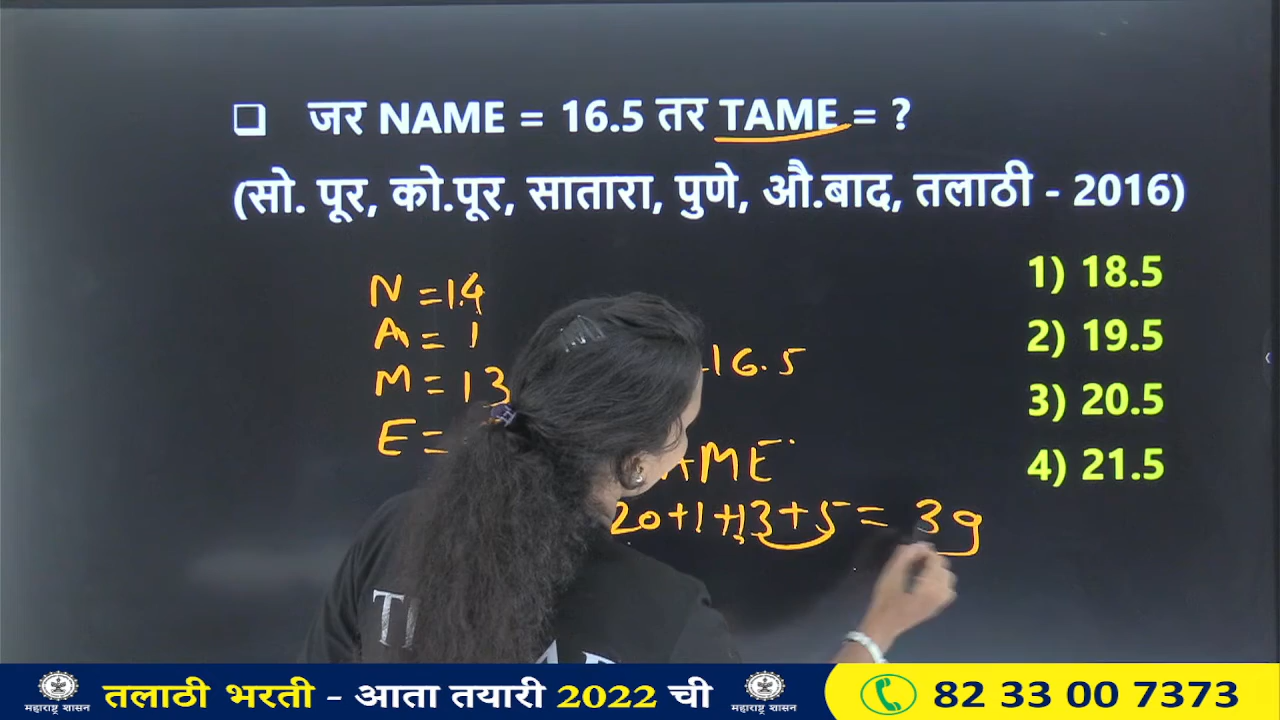 ❑ जर NAME = 16.5 तर TAME = ?
(सो. पूर, को.पूर, सातारा, पुणे, औ.बाद, तलाठी - 2016)
1) 18.5
2) 19.5
3) 20.5
4) 21.5
N = 14
A = 1
M = 13
E =
16.5
AME
20+1+13+5 = 39
महाराष्ट्र शासन
तलाठी भरती - आता तयारी 2022 ची
महाराष्ट्र शासन
82 33 00 7373